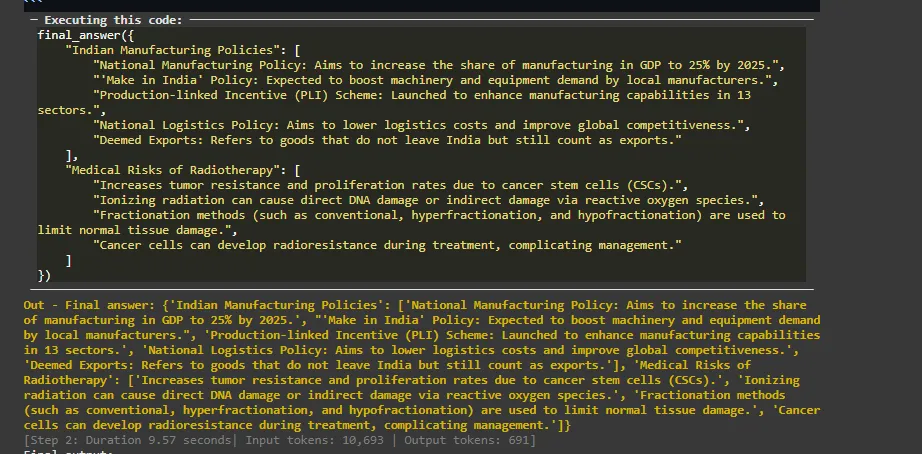 ```
Executing this code:
final_answer({
"Indian Manufacturing Policies": [
"National Manufacturing Policy: Aims to increase the share of manufacturing in GDP to 25% by 2025.",
"'Make in India' Policy: Expected to boost machinery and equipment demand by local manufacturers.",
"Production-linked Incentive (PLI) Scheme: Launched to enhance manufacturing capabilities in 13
sectors.",
"National Logistics Policy: Aims to lower logistics costs and improve global competitiveness.",
"Deemed Exports: Refers to goods that do not leave India but still count as exports."
],
"Medical Risks of Radiotherapy": [
"Increases tumor resistance and proliferation rates due to cancer stem cells (CSCs).",
"Ionizing radiation can cause direct DNA damage or indirect damage via reactive oxygen species.",
"Fractionation methods (such as conventional, hyperfractionation, and hypofractionation) are used to
limit normal tissue damage.",
"Cancer cells can develop radioresistance during treatment, complicating management."
]
})
Out - Final answer: {'Indian Manufacturing Policies': ['National Manufacturing Policy: Aims to increase the share
of manufacturing in GDP to 25% by 2025.', "'Make in India' Policy: Expected to boost machinery and equipment demand
by local manufacturers.", 'Production-linked Incentive (PLI) Scheme: Launched to enhance manufacturing capabilities
in 13 sectors.', 'National Logistics Policy: Aims to lower logistics costs and improve global competitiveness.',
'Deemed Exports: Refers to goods that do not leave India but still count as exports.'], 'Medical Risks of
Radiotherapy': ['Increases tumor resistance and proliferation rates due to cancer stem cells (CSCs).', 'Ionizing
radiation can cause direct DNA damage or indirect damage via reactive oxygen species.', 'Fractionation methods
(such as conventional, hyperfractionation, and hypofractionation) are used to limit normal tissue damage.', 'Cancer
cells can develop radioresistance during treatment, complicating management.']}
[Step 2: Duration 9.57 seconds| Input tokens: 10,693 | Output tokens: 691]
Final output: